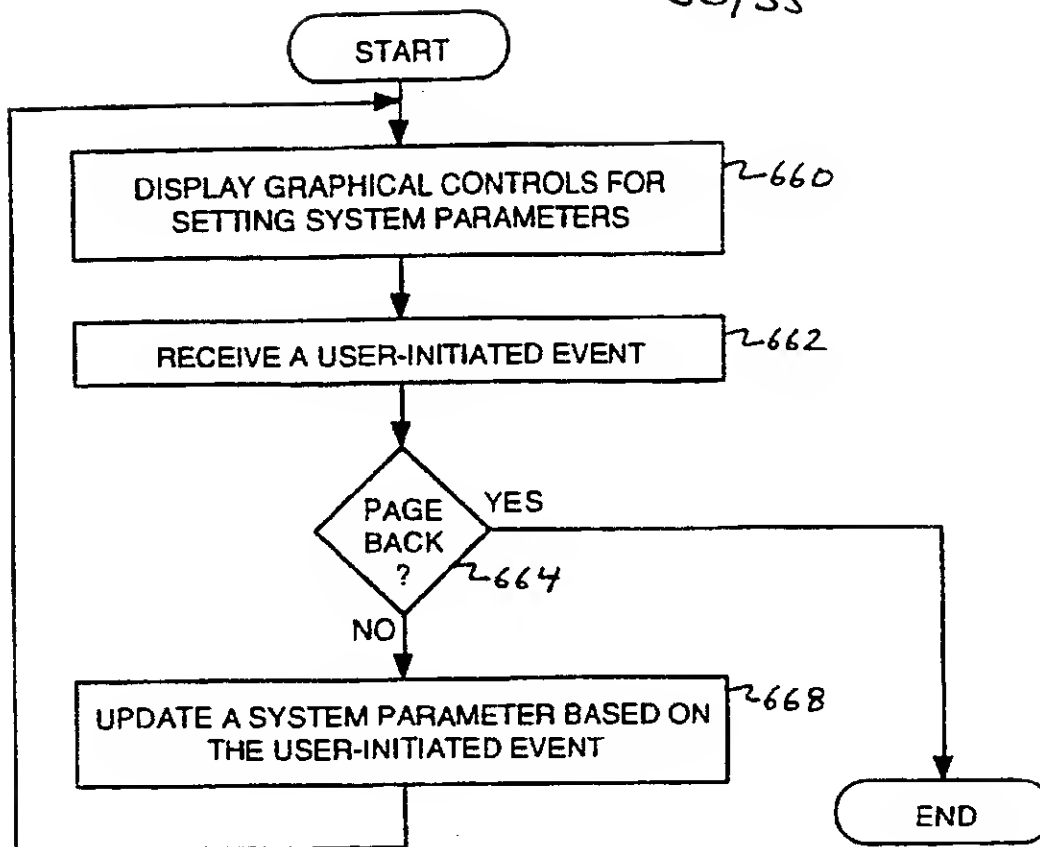 START
DISPLAY GRAPHICAL CONTROLS FOR
SETTING SYSTEM PARAMETERS
660
RECEIVE A USER-INITIATED EVENT
662
PAGE
BACK
?
YES
664
NO
UPDATE A SYSTEM PARAMETER BASED ON
THE USER-INITIATED EVENT
668
END